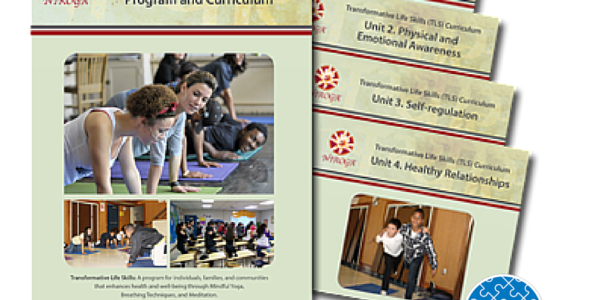 NIROGA
Program and Curriculum
Transformative Life Skills: A program for individuals, families, and communities
that enhances health and well-being through Mindful Yoga,
Breathing Techniques, and Meditation.
Transformative Life Skills (TLS) Curriculum
Unit 2. Physical and
Emotional Awareness
NIROGA
Transformative Life Skills (TLS) Curriculum
Unit 3. Self-regulation
NIROGA
Transformative Life Skills (TLS) Curriculum
Unit 4. Healthy Relationships